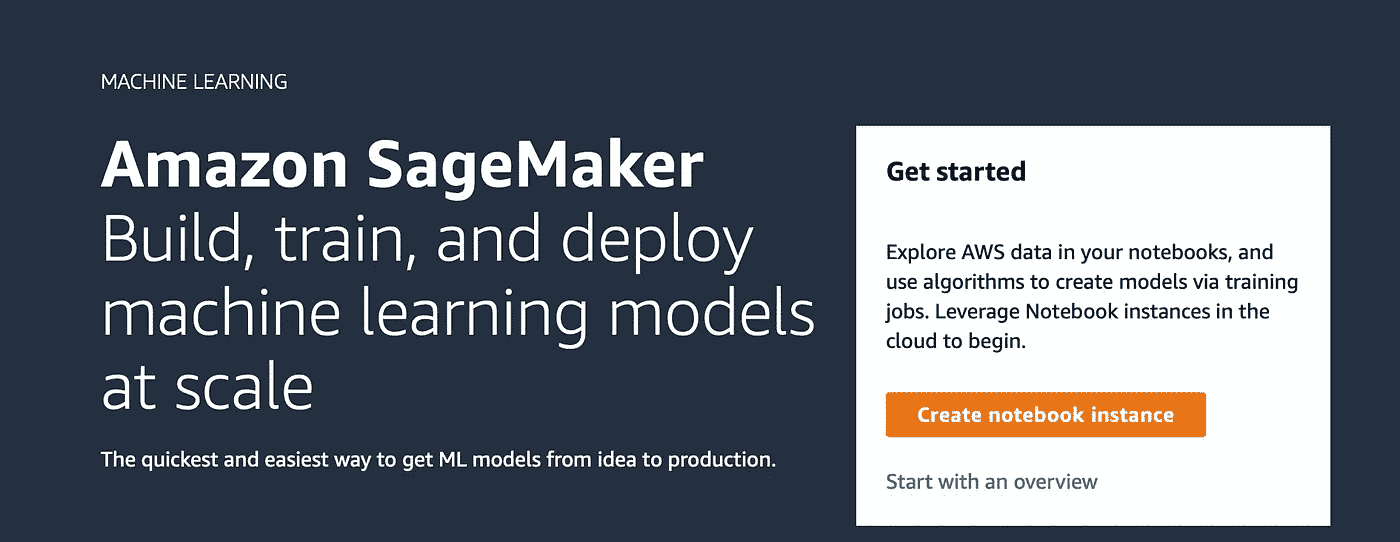 MACHINE LEARNING
Amazon SageMaker
Build, train, and deploy
machine learning models
at scale
The quickest and easiest way to get ML models from idea to production.
Get started
Explore AWS data in your notebooks, and
use algorithms to create models via training
jobs. Leverage Notebook instances in the
cloud to begin.
Create notebook instance
Start with an overview